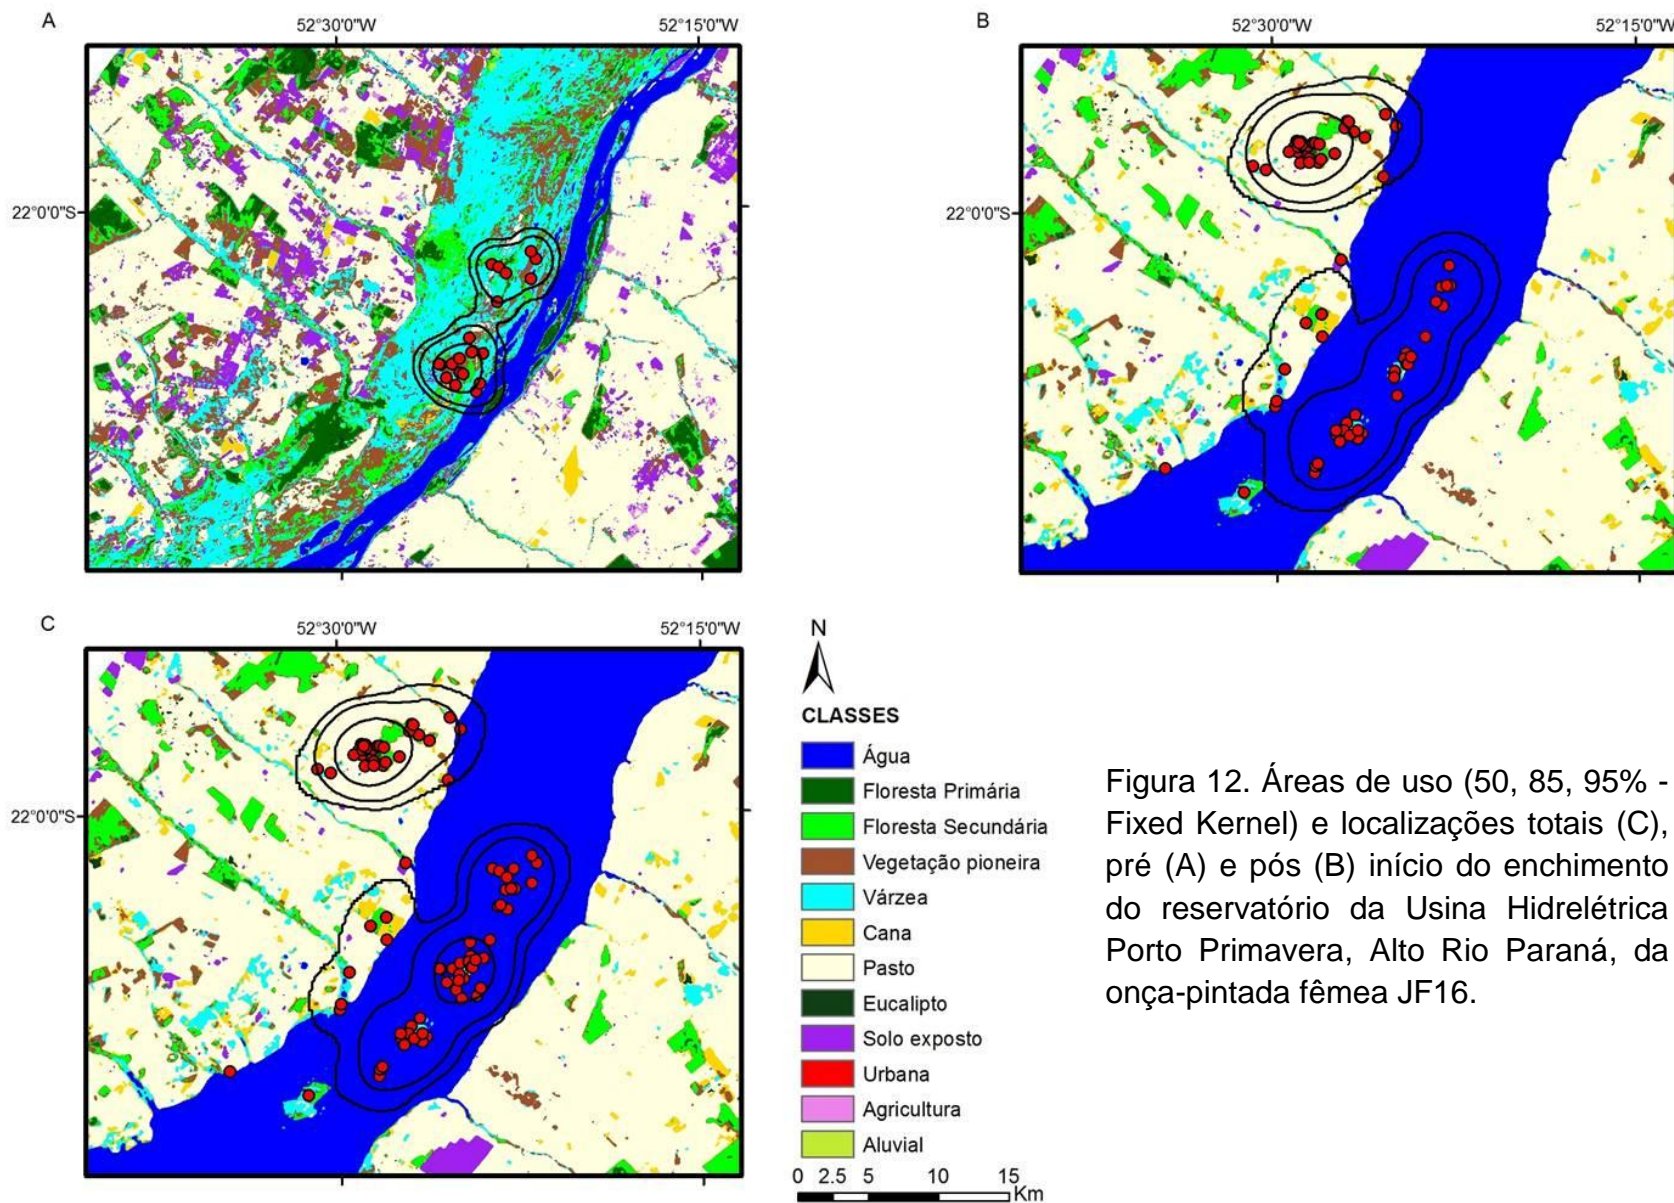 A
52°30'0"W
52°15'0"W
22°0'0"S
B
52°30'0"W
52°15'0"W
22°0'0"S
C
52°30'0"W
52°15'0"W
22°0'0"S
N
CLASSES
Água
Floresta Primária
Floresta Secundária
Vegetação pioneira
Várzea
Cana
Pasto
Eucalipto
Solo exposto
Urbana
Agricultura
Aluvial
0 2.5 5 10 15
Km
Figura 12. Áreas de uso (50, 85, 95% -
Fixed Kernel) e localizações totais (C),
pré (A) e pós (B) início do enchimento
do reservatório da Usina Hidrelétrica
Porto Primavera, Alto Rio Paraná, da
onça-pintada fêmea JF16.